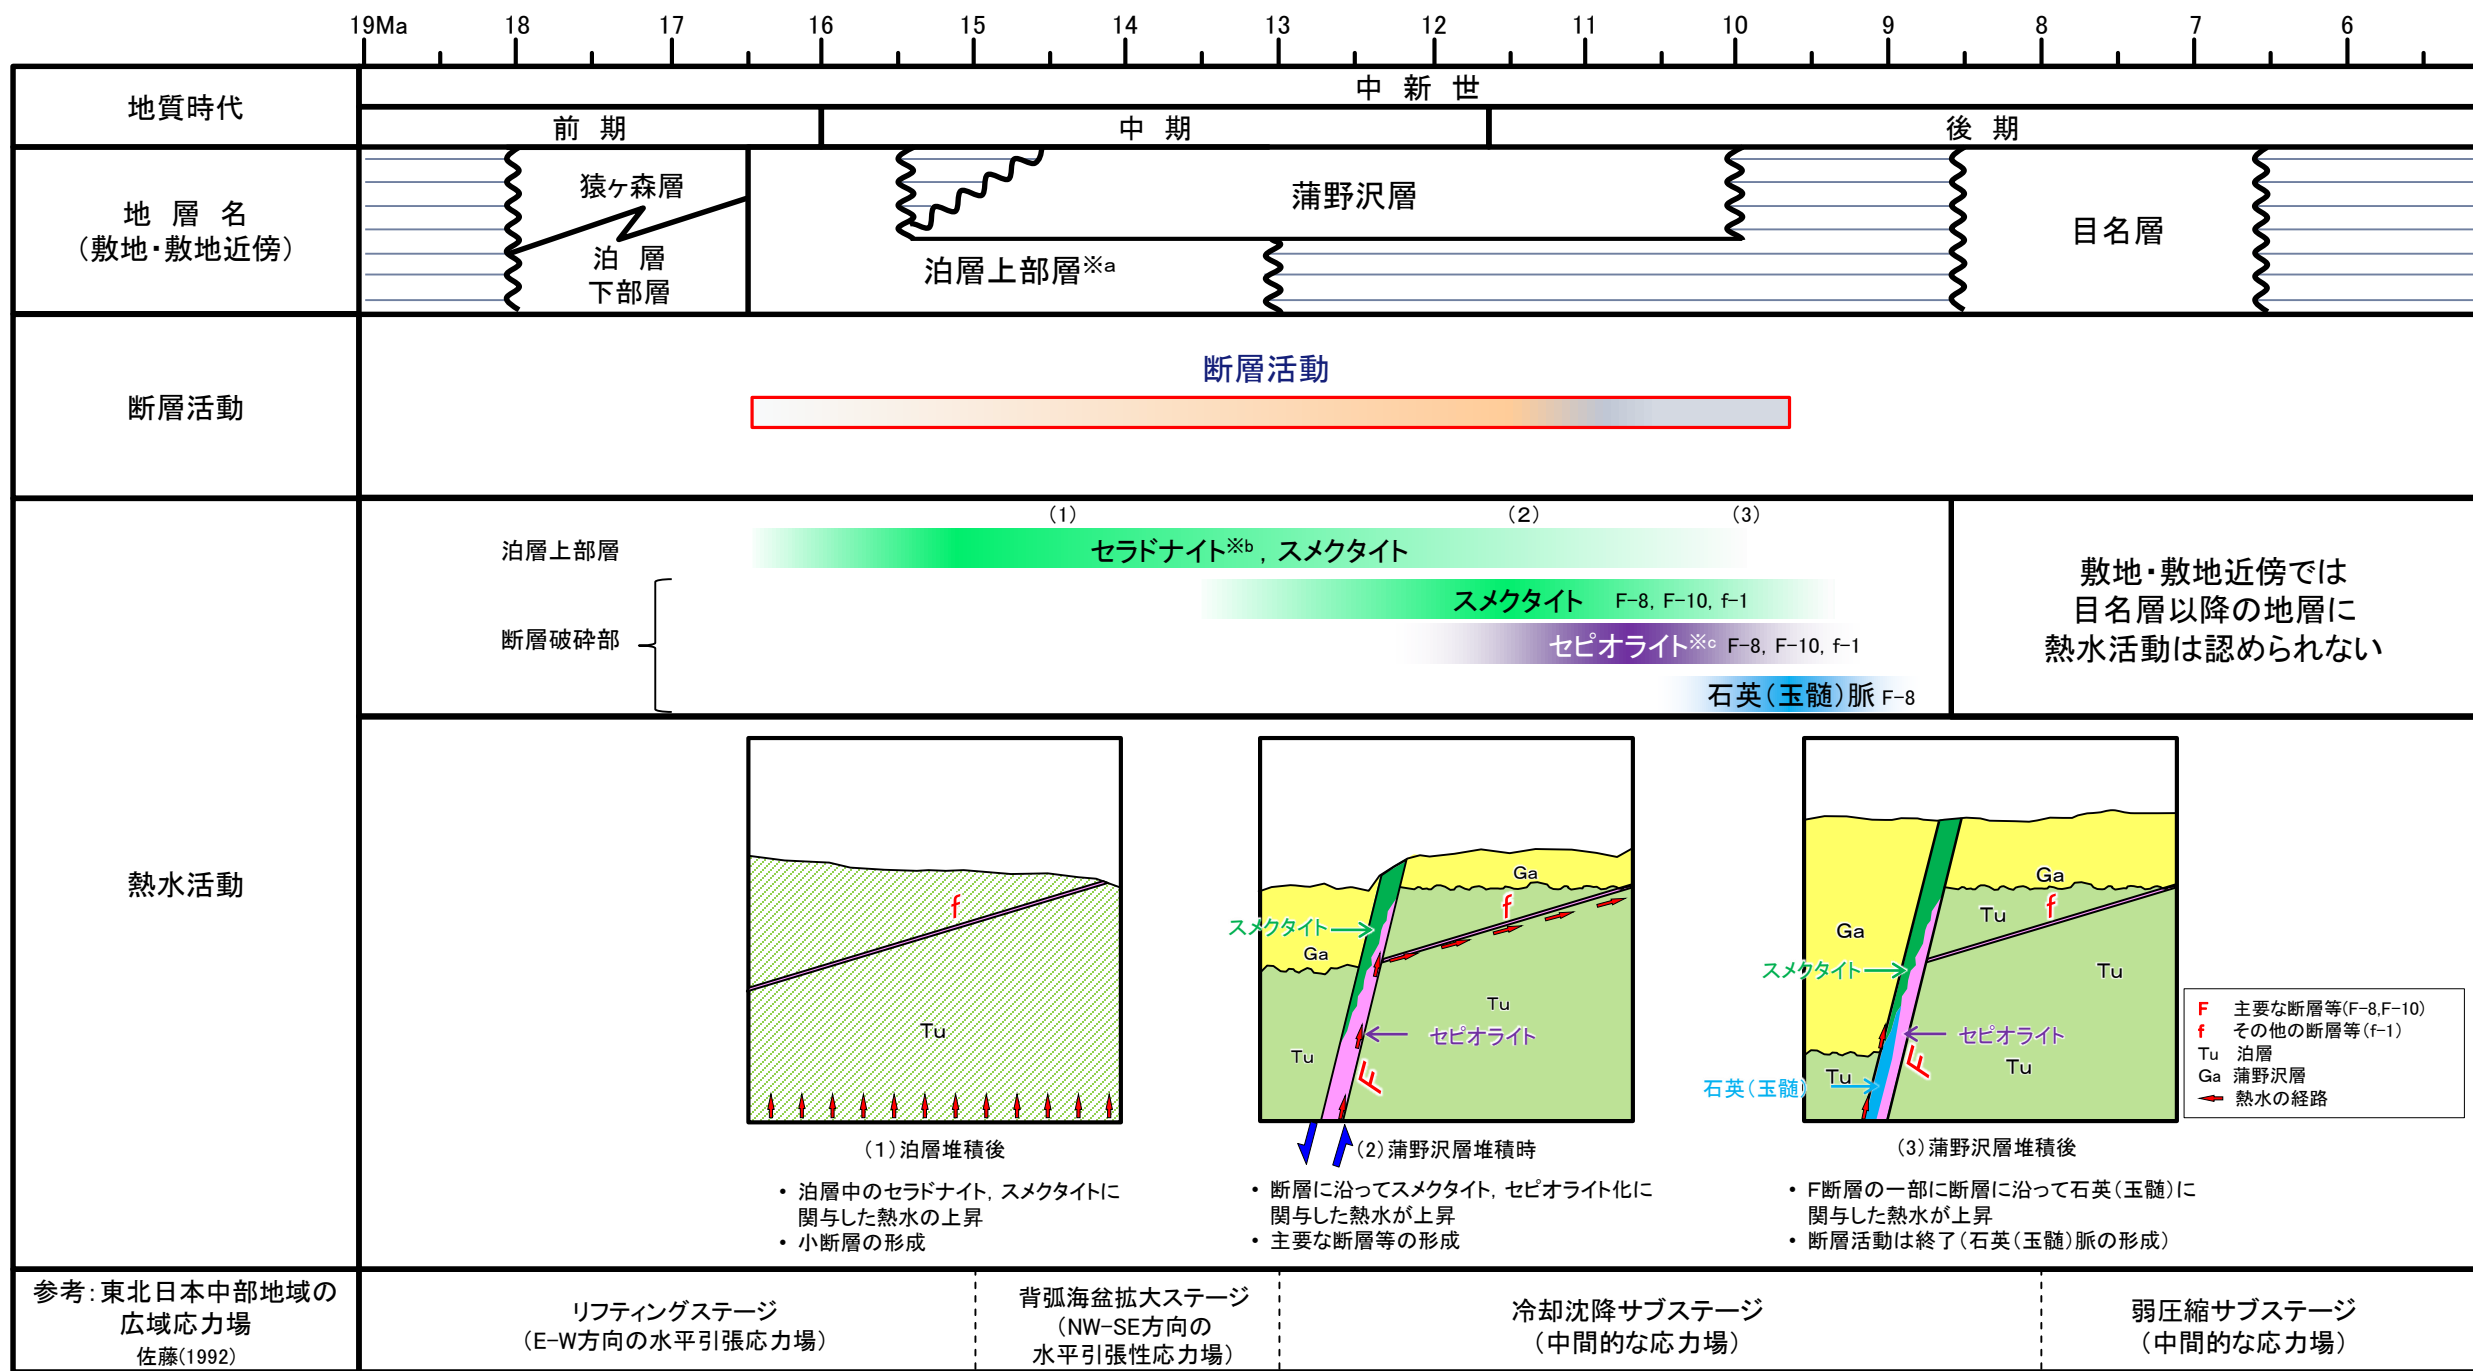 19Ma 18 17 16 15 14 13 12 11 10 9 8 7 6
地質時代
中 新 世
前 期
中 期
後 期
地 層 名
(敷地・敷地近傍)
猿ヶ森層
泊 層
下部層
泊層上部層※a
蒲野沢層
目名層
断層活動
断層活動
熱水活動
(1)
(2)
(3)
泊層上部層
セラドナイト※b, スメクタイト
断層破砕部
スメクタイト F-8, F-10, f-1
セピオライト※c F-8, F-10, f-1
石英(玉髄)脈 F-8
敷地・敷地近傍では
目名層以降の地層に
熱水活動は認められない
f
Tu
(1)泊層堆積後
・ 泊層中のセラドナイト, スメクタイトに
関与した熱水の上昇
・ 小断層の形成
Ga
f
スメクタイト
Ga
Tu
セピオライト
Tu
F
(2)蒲野沢層堆積時
・ 断層に沿ってスメクタイト, セピオライト化に
関与した熱水が上昇
・ 主要な断層等の形成
Ga
Tu
f
Ga
スメクタイト
Tu
セピオライト
F
Tu
Tu
石英(玉髄)
(3)蒲野沢層堆積後
・ F断層の一部に断層に沿って石英(玉髄)に
関与した熱水が上昇
・ 断層活動は終了(石英(玉髄)脈の形成)
F 主要な断層等(F-8,F-10)
f その他の断層等(f-1)
Tu 泊層
Ga 蒲野沢層
熱水の経路
参考:東北日本中部地域の
広域応力場
佐藤(1992)
リフティングステージ
(E-W方向の水平引張応力場)
背弧海盆拡大ステージ
(NW-SE方向の
水平引張性応力場)
冷却沈降サブステージ
(中間的な応力場)
弱圧縮サブステージ
(中間的な応力場)